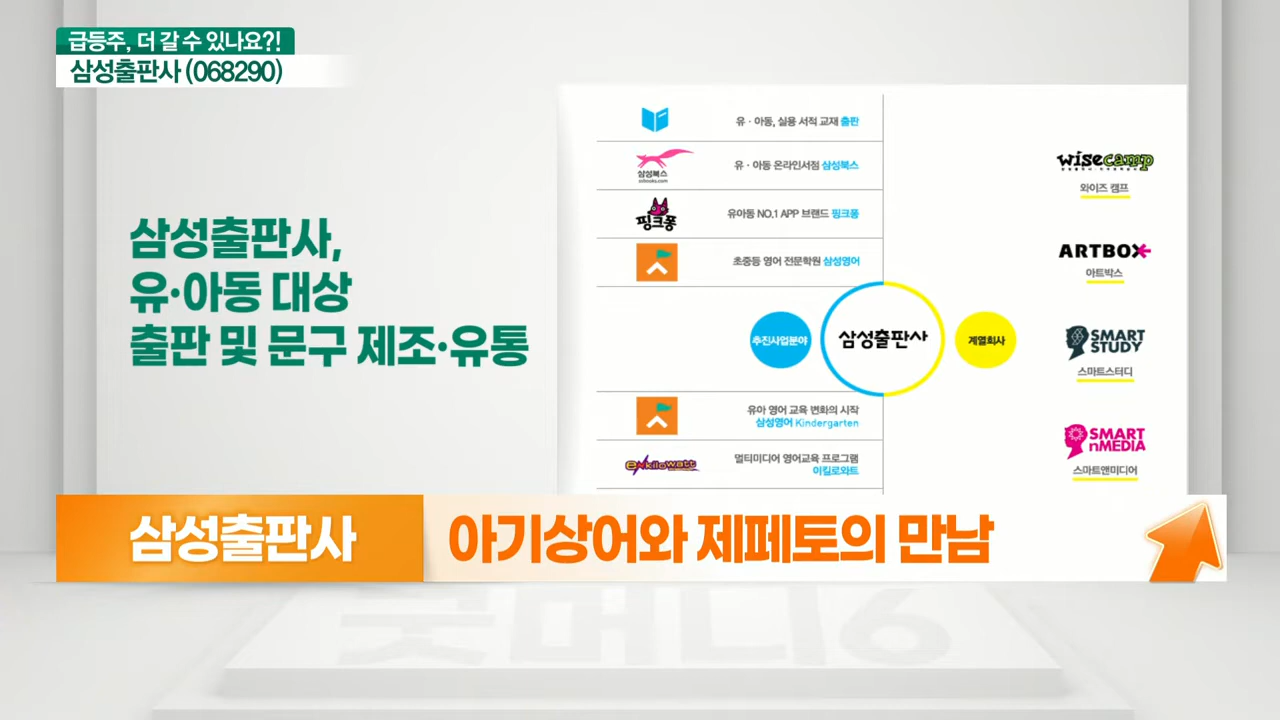 급등주, 더 갈 수 있나요?!
삼성출판사 (068290)
삼성출판사,
유·아동 대상
출판 및 문구 제조·유통
유·아동, 실용 서적 교재 출판
삼성북스
유·아동 온라인서점 삼성북스
핑크퐁
유아동 NO.1 APP 브랜드 핑크퐁
초중등 영어 전문학원 삼성영어
추진사업분야
삼성출판사
계열회사
유아 영어 교육 변화의 시작
삼성영어 Kindergarten
멀티미디어 영어교육 프로그램
이킬로와트
wisecamp
와이즈 캠프
ARTBOX
아트박스
SMART
STUDY
스마트스터디
SMART
nMEDIA
스마트앤미디어
삼성출판사
아기상어와 제페토의 만남
굿머니6